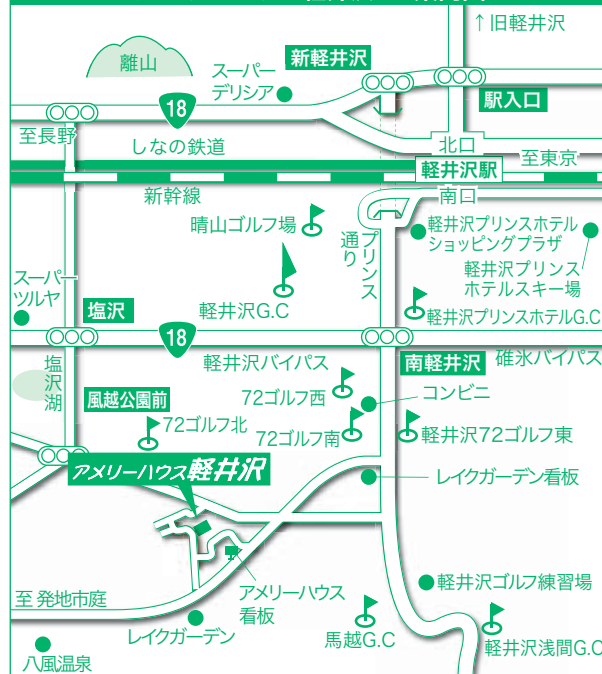 ↑旧軽井沢
離山
新軽井沢
スーパー
デリシア
18
駅入口
至長野
しなの鉄道
北口
至東京
軽井沢駅
新幹線
南口
晴山ゴルフ場
プリンス
通り
軽井沢プリンスホテル
ショッピングプラザ
軽井沢プリンス
ホテルスキー場
スーパー
ツルヤ
塩沢
軽井沢G.C
軽井沢プリンスホテルG.C
18
塩沢湖
軽井沢バイパス
南軽井沢
碓氷バイパス
風越公園前
72ゴルフ西
コンビニ
72ゴルフ北
72ゴルフ南
軽井沢72ゴルフ東
アメリーハウス軽井沢
レイクガーデン看板
至発地市庭
アメリーハウス
看板
軽井沢ゴルフ練習場
レイクガーデン
馬越G.C
軽井沢浅間G.C
八風温泉